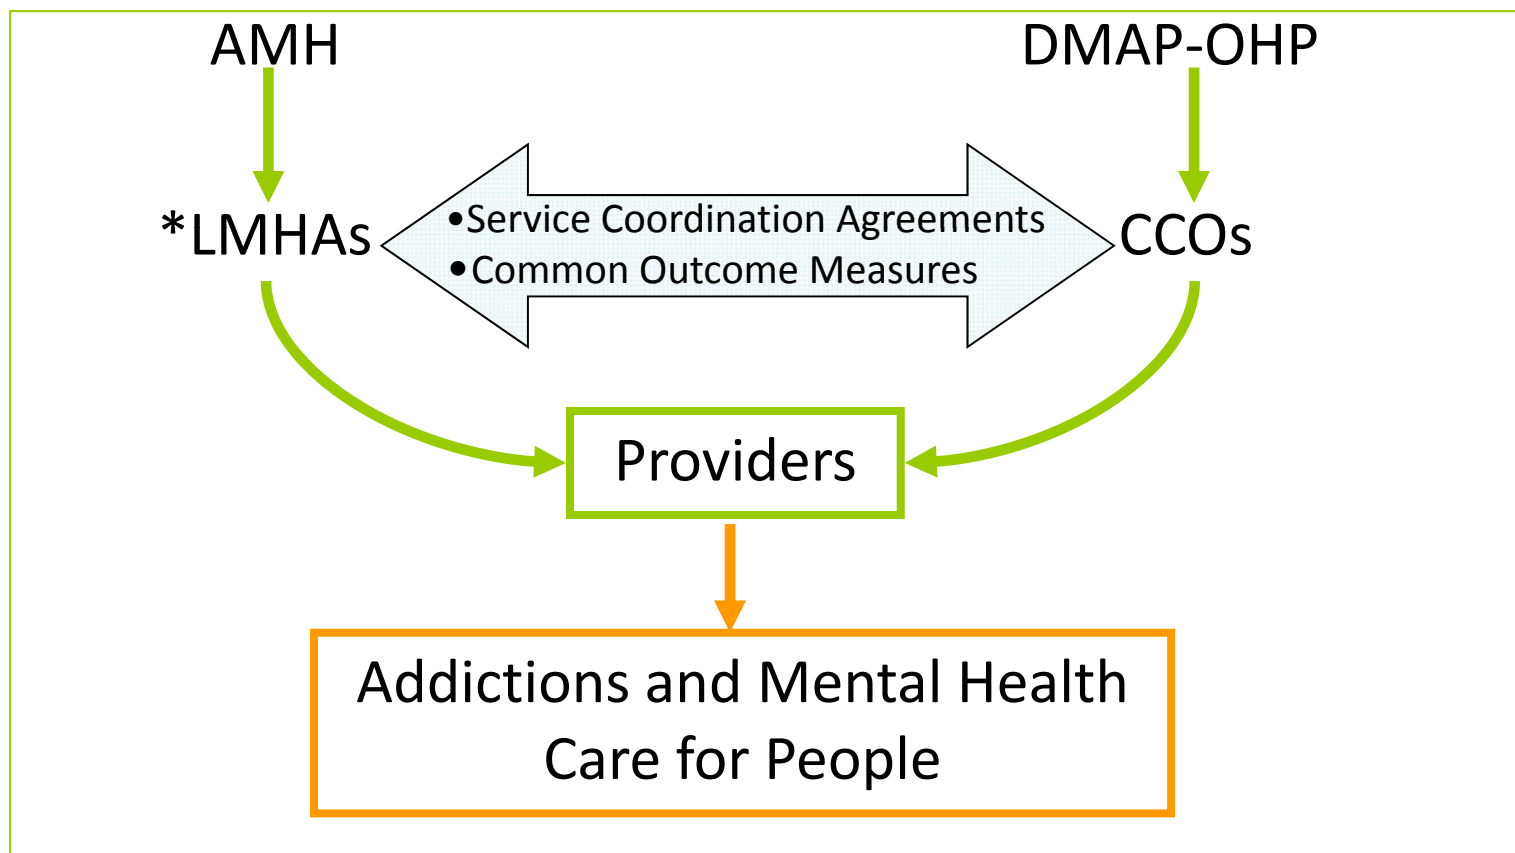 AMH
DMAP-OHP
*LMHAs
•Service Coordination Agreements
•Common Outcome Measures
CCOs
Providers
Addictions and Mental Health
Care for People